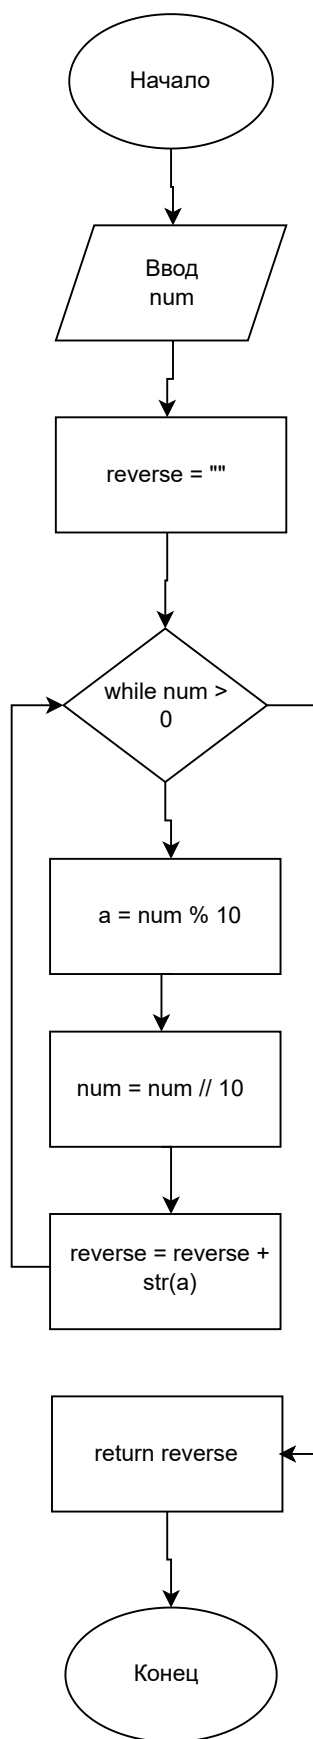 Начало
Ввод
num
reverse = ""
while num >
0
a = num % 10
num = num // 10
reverse = reverse +
str(a)
return reverse
Конец